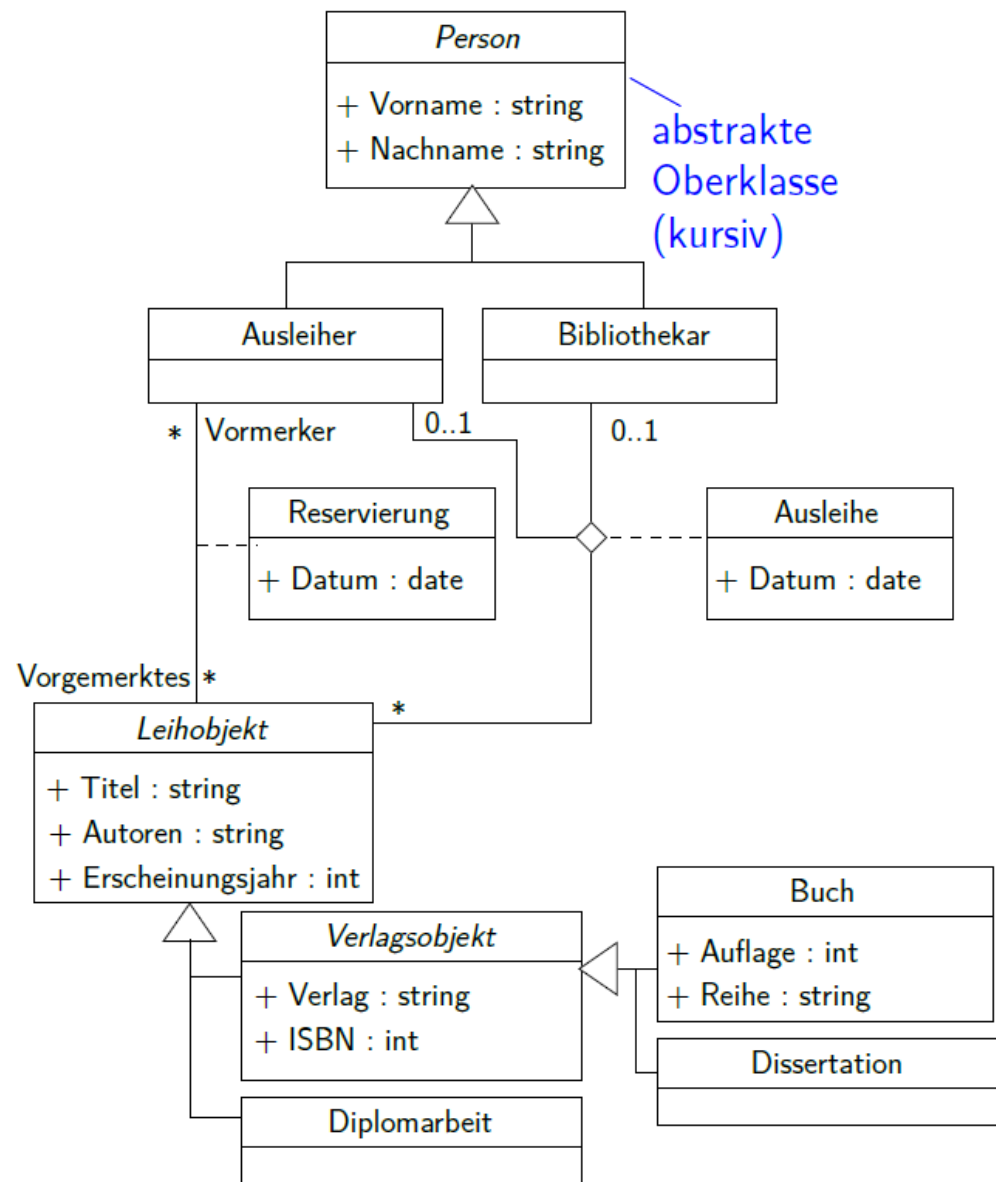 Person
+ Vorname : string
+ Nachname : string
abstrakte
Oberklasse
(kursiv)
Ausleiher
Bibliothekar
* Vormerker
0..1
0..1
Reservierung
+ Datum : date
Ausleihe
+ Datum : date
Vorgemerktes *
*
Leihobjekt
+ Titel : string
+ Autoren : string
+ Erscheinungsjahr : int
Verlagsobjekt
+ Verlag : string
+ ISBN : int
Buch
+ Auflage : int
+ Reihe : string
Dissertation
Diplomarbeit